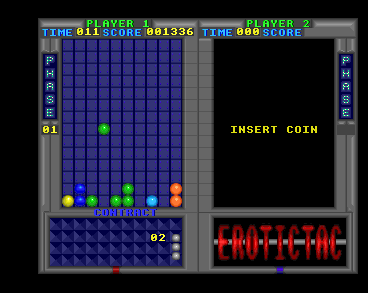 PLAYER 1
TIME 011 SCORE 001336
PLAYER 2
TIME 000 SCORE
PHASE
01
PHASE
INSERT COIN
CONTRACT
02
EROTICTAC